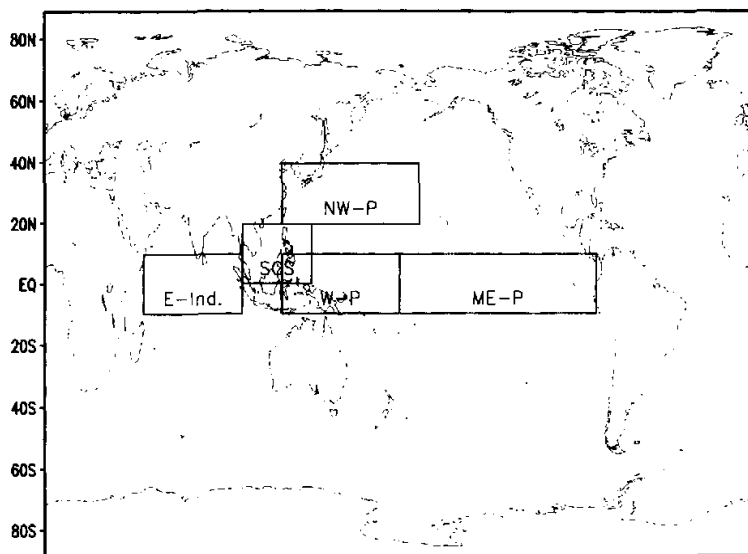 80N
60N
40N
NW-P
20N
SCS
EQ
E-Ind.
W-P
ME-P
20S
40S
60S
80S